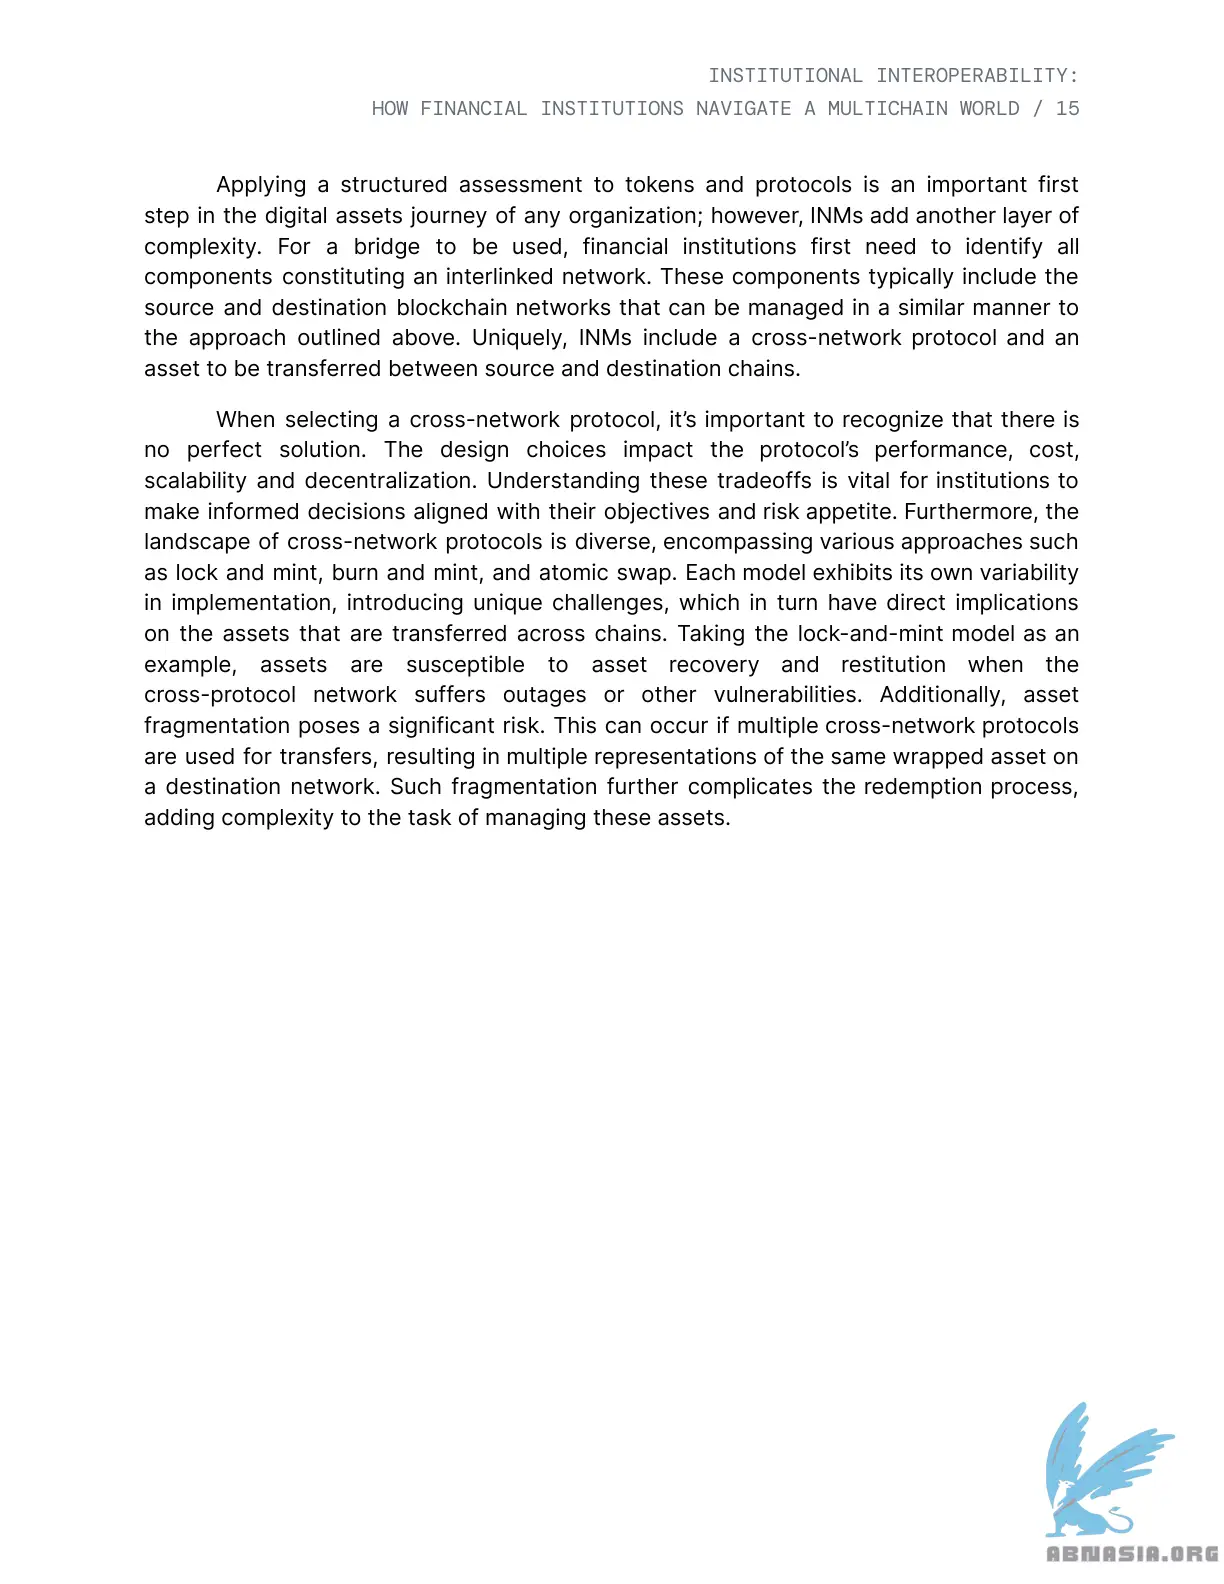 INSTITUTIONAL INTEROPERABILITY:
HOW FINANCIAL INSTITUTIONS NAVIGATE A MULTICHAIN WORLD / 15
Applying a structured assessment to tokens and protocols is an important first
step in the digital assets journey of any organization; however, INMs add another layer of
complexity. For a bridge to be used, financial institutions first need to identify all
components constituting an interlinked network. These components typically include the
source and destination blockchain networks that can be managed in a similar manner to
the approach outlined above. Uniquely, INMs include a cross-network protocol and an
asset to be transferred between source and destination chains.
When selecting a cross-network protocol, it’s important to recognize that there is
no perfect solution. The design choices impact the protocol’s performance, cost,
scalability and decentralization. Understanding these tradeoffs is vital for institutions to
make informed decisions aligned with their objectives and risk appetite. Furthermore, the
landscape of cross-network protocols is diverse, encompassing various approaches such
as lock and mint, burn and mint, and atomic swap. Each model exhibits its own variability
in implementation, introducing unique challenges, which in turn have direct implications
on the assets that are transferred across chains. Taking the lock-and-mint model as an
example, assets are susceptible to asset recovery and restitution when the
cross-protocol network suffers outages or other vulnerabilities. Additionally, asset
fragmentation poses a significant risk. This can occur if multiple cross-network protocols
are used for transfers, resulting in multiple representations of the same wrapped asset on
a destination network. Such fragmentation further complicates the redemption process,
adding complexity to the task of managing these assets.
ABNASIA.ORG